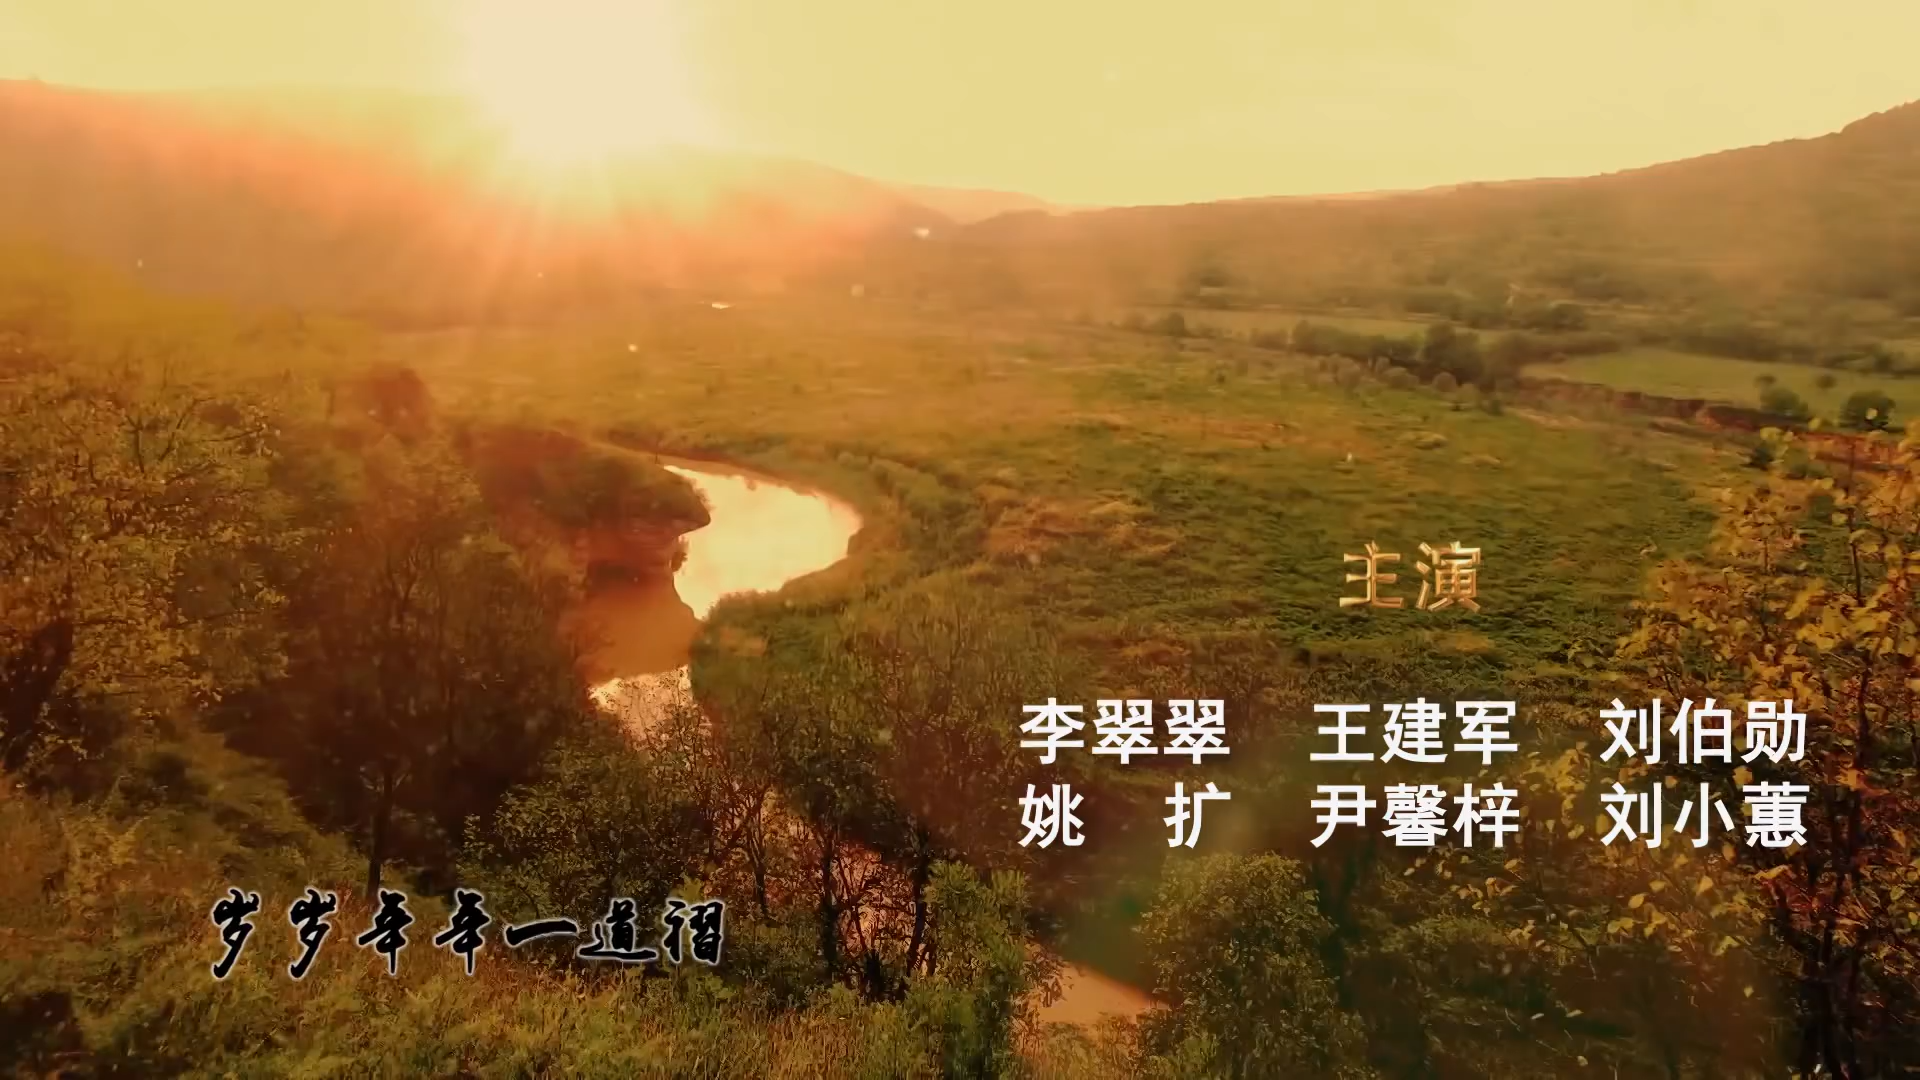 主演
李翠翠 王建军 刘伯勋
姚 扩 尹馨梓 刘小蕙
岁岁年年一道褶